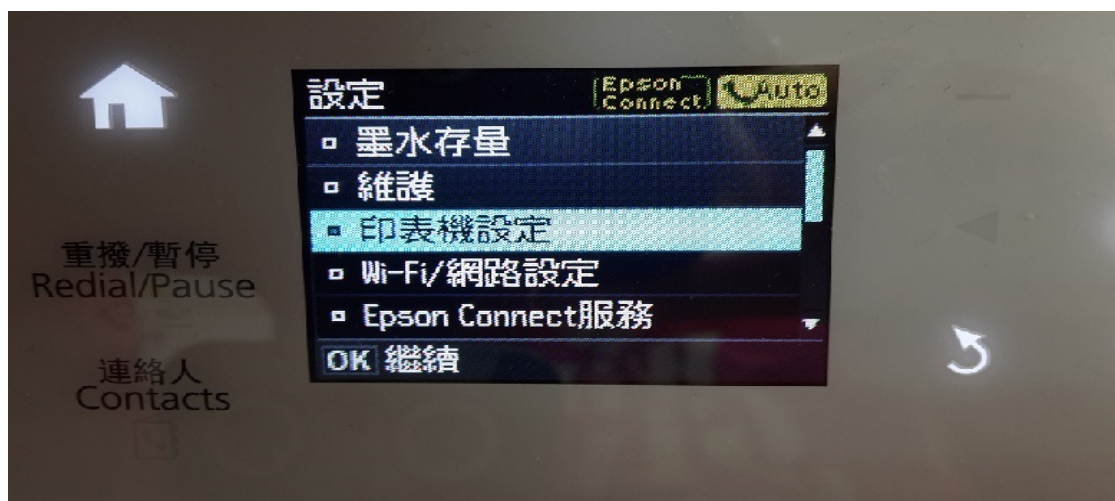 設定
Epson Connect
Auto
墨水存量
維護
印表機設定
Wi-Fi/網路設定
Epson Connect服務
OK 繼續
重撥/暫停
Redial/Pause
連絡人
Contacts